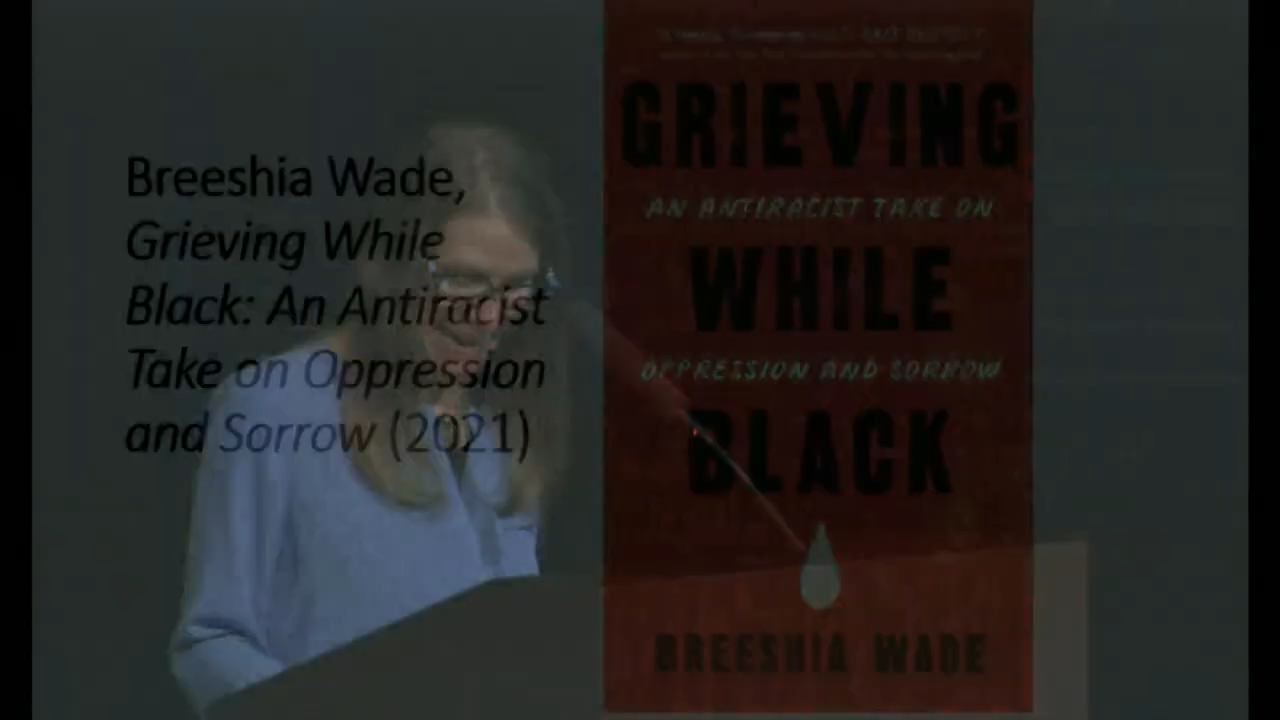 Breeshia Wade,
Grieving While
Black: An Antiracist
Take on Oppression
and Sorrow (2021)
GRIEVING
AN ANTIRACIST TAKE ON
WHILE
OPPRESSION AND SORROW
BLACK
BREESHIA WADE